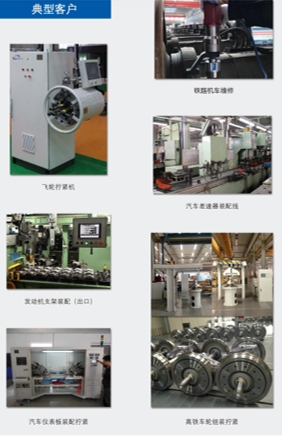 典型客户
铁路机车维修
飞轮拧紧机
汽车差速器装配线
发动机支架装配（出口）
汽车仪表板装配拧紧
高铁车轮组装拧紧